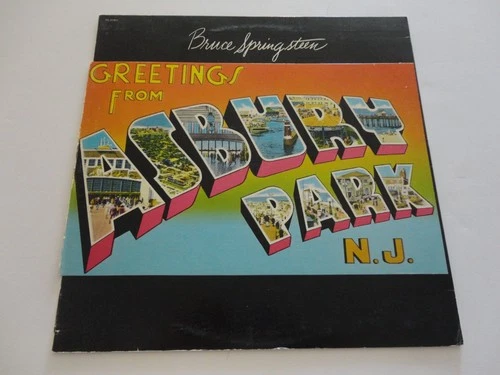 Bruce Springsteen
GREETINGS
FROM
ASBURY
PARK
N.J.